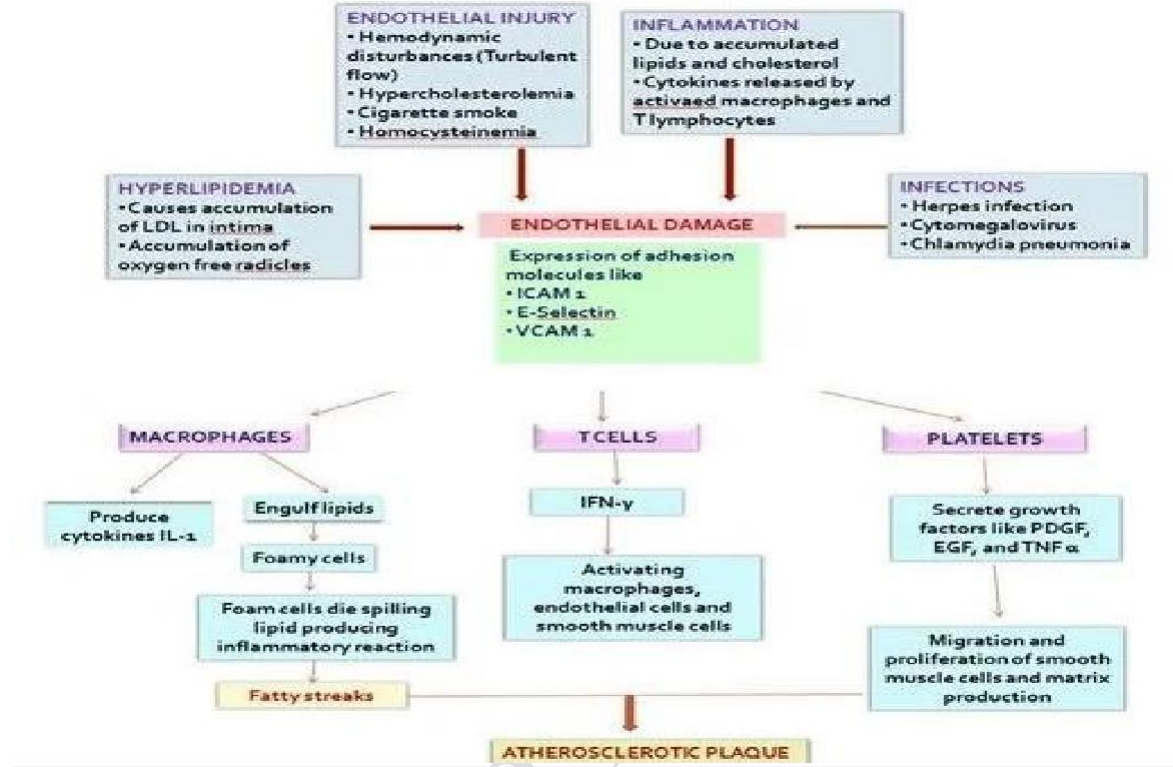 ENDOTHELIAL INJURY
• Hemodynamic
disturbances (Turbulent
flow)
• Hypercholesterolemia
• Cigarette smoke
• Homocysteinemia
INFLAMMATION
• Due to accumulated
lipids and cholesterol
•Cytokines released by
activaed macrophages and
T lymphocytes
HYPERLIPIDEMIA
•Causes accumulation
of LDL in intima
•Accumulation of
oxygen free radicles
ENDOTHELIAL DAMAGE
INFECTIONS
• Herpes infection
•Cytomegalovirus
•Chlamydia pneumonia
Expression of adhesion
molecules like
• ICAM 1
• E-Selectin
• VCAM 1
MACROPHAGES
T CELLS
PLATELETS
Produce
cytokines IL-1
Engulf lipids
Foamy cells
Foam cells die spilling
lipid producing
inflammatory reaction
Fatty streaks
IFN-γ
Activating
macrophages,
endothelial cells and
smooth muscle cells
Secrete growth
factors like PDGF,
EGF, and TNF α
Migration and
proliferation of smooth
muscle cells and matrix
production
ATHEROSCLEROTIC PLAQUE